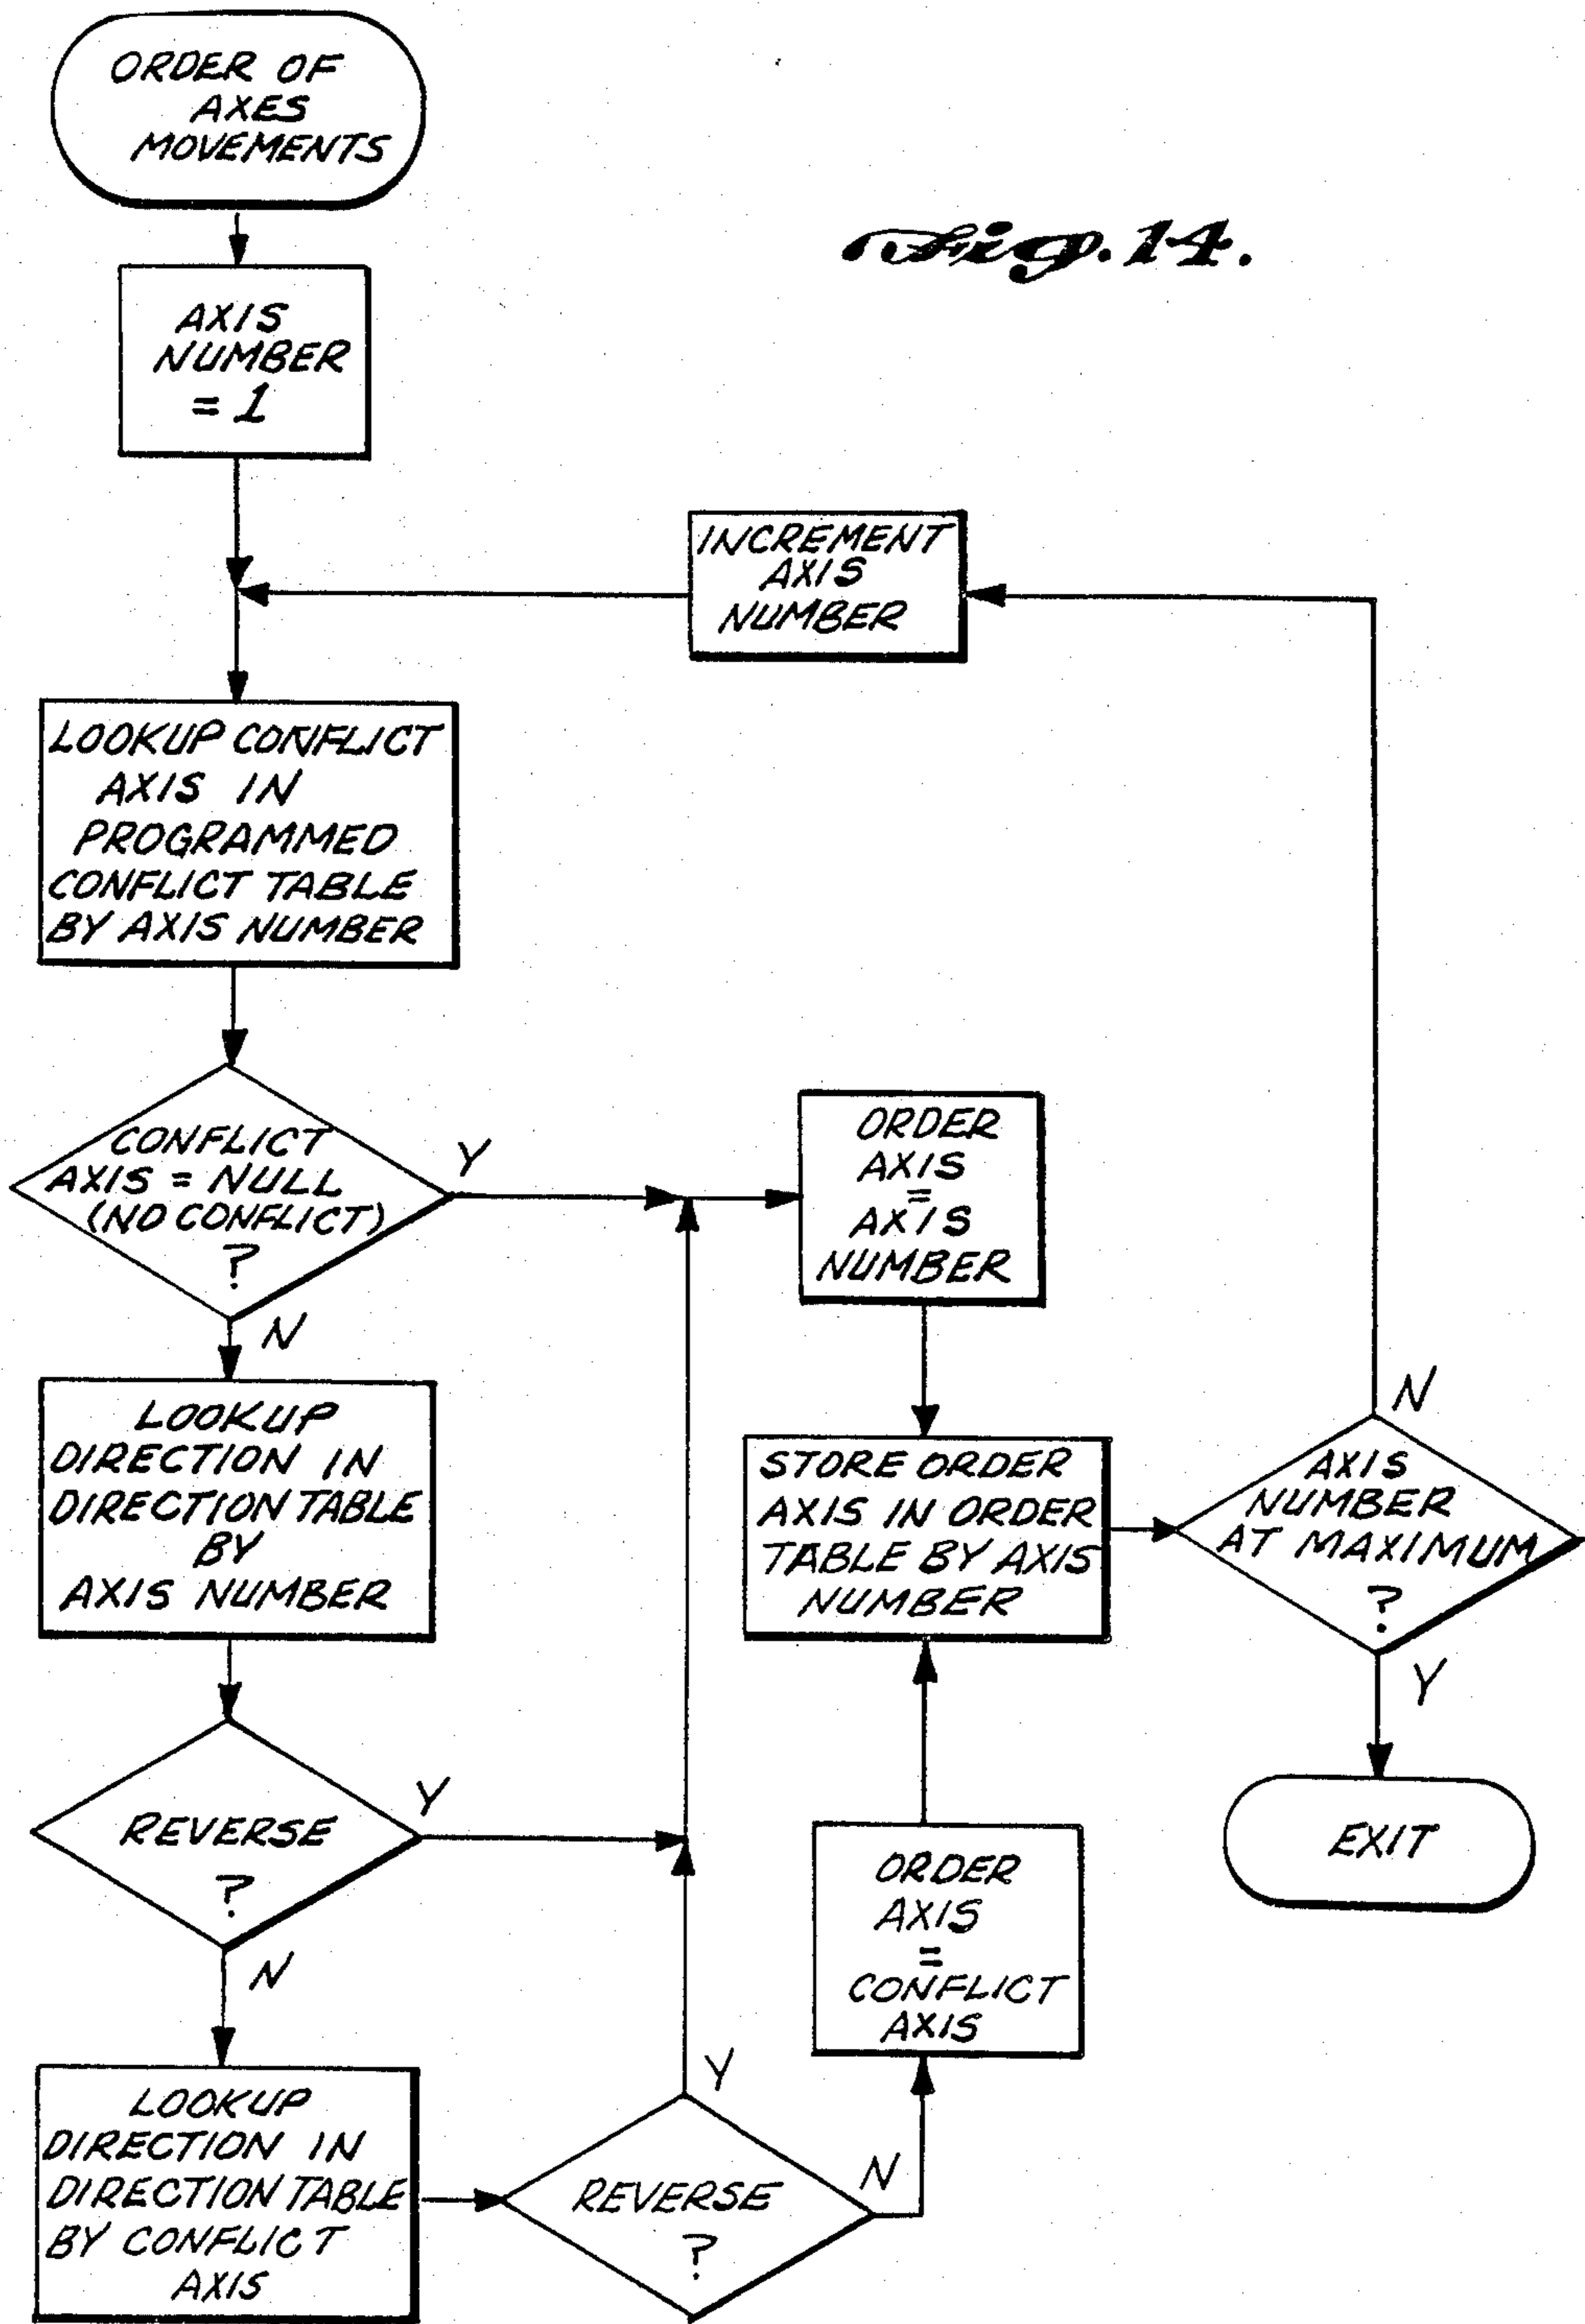 ORDER OF
AXES
MOVEMENTS
Fig. 14.
AXIS
NUMBER
= 1
INCREMENT
AXIS
NUMBER
LOOKUP CONFLICT
AXIS IN
PROGRAMMED
CONFLICT TABLE
BY AXIS NUMBER
CONFLICT
AXIS = NULL
(NO CONFLICT)
?
Y
N
ORDER
AXIS
=
AXIS
NUMBER
LOOKUP
DIRECTION IN
DIRECTION TABLE
BY
AXIS NUMBER
STORE ORDER
AXIS IN ORDER
TABLE BY AXIS
NUMBER
N
AXIS
NUMBER
AT MAXIMUM
?
Y
REVERSE
?
Y
N
ORDER
AXIS
=
CONFLICT
AXIS
EXIT
LOOKUP
DIRECTION IN
DIRECTION TABLE
BY CONFLICT
AXIS
Y
REVERSE
?
N